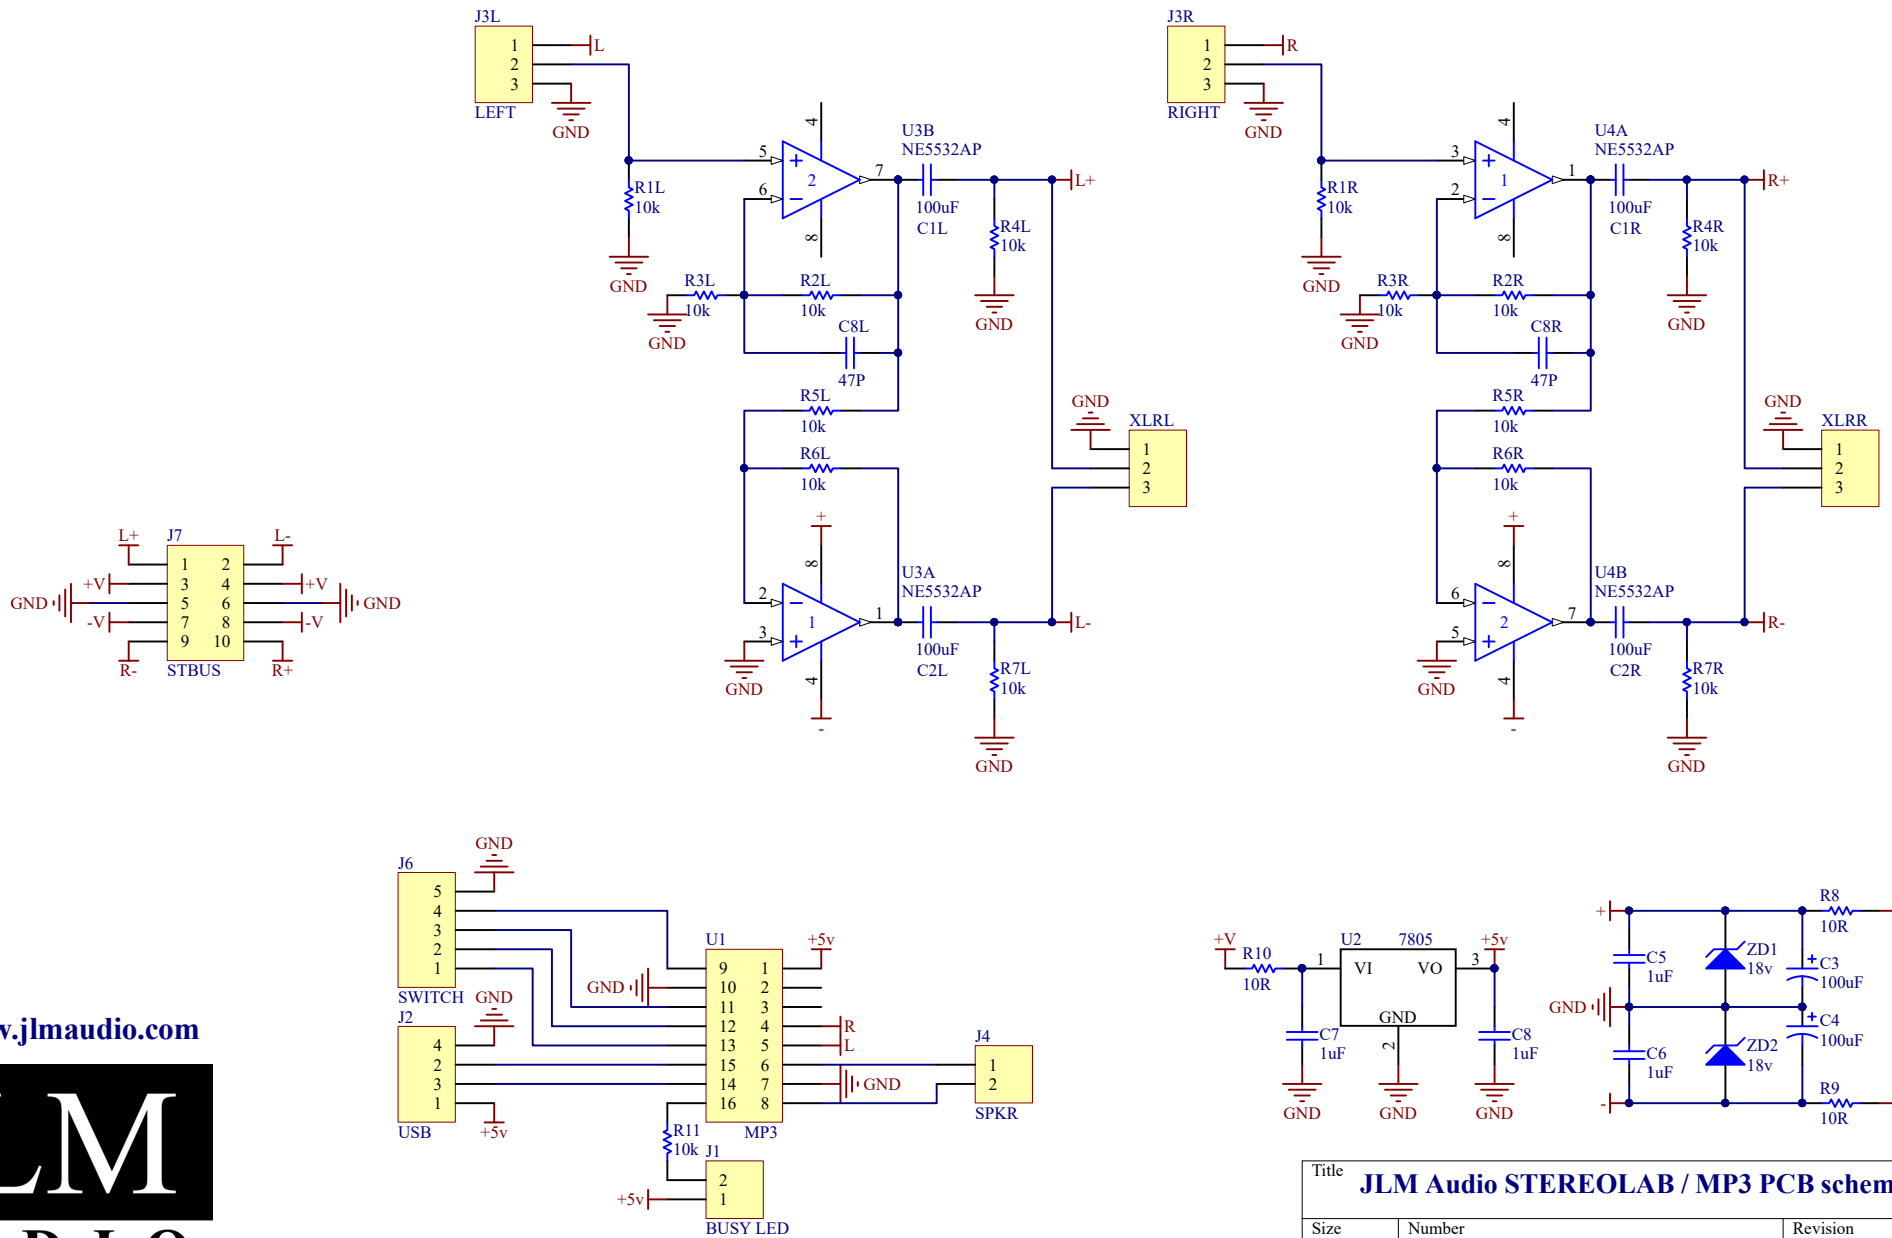 J3L
1
2
3
LEFT
L
GND
R1L
10k
GND
5
6
4
8
2
7
U3B
NE5532AP
100uF
C1L
L+
R4L
10k
GND
R3L
10k
GND
R2L
10k
C8L
47P
R5L
10k
R6L
10k
GND
XLRL
1
2
3
+
8
2
3
1
4
-
1
GND
U3A
NE5532AP
100uF
C2L
L-
R7L
10k
GND
J3R
1
2
3
RIGHT
R
GND
R1R
10k
GND
3
2
4
8
1
1
U4A
NE5532AP
100uF
C1R
R+
R4R
10k
GND
R3R
10k
GND
R2R
10k
C8R
47P
R5R
10k
R6R
10k
GND
XLRR
1
2
3
+
8
6
5
2
4
-
7
GND
U4B
NE5532AP
100uF
C2R
R-
R7R
10k
GND
L+ J7 L-
1 2
+V 3 4 +V
GND 5 6 GND
-V 7 8 -V
9 10
R- STBUS R+
GND
J6
5
4
3
2
1
SWITCH
GND
J2
4
2
3
1
USB
+5v
U1
+5v
9 1
GND 10 2
11 3
12 4 R
13 5 L
15 6
14 7 GND
16 8
MP3
J4
1
2
SPKR
R11
10k
J1
2
1
+5v
BUSY LED
+V
R10
10R
U2 7805
1 VI VO 3
GND
2
+5v
C7
1uF
C8
1uF
GND
GND
GND
+
R8
10R
C5
1uF
ZD1
18v
+
C3
100uF
GND
C6
1uF
ZD2
18v
+
C4
100uF
-
R9
10R
w.jlmaudio.com
LM
D I O
Title
JLM Audio STEREOLAB / MP3 PCB schem
Size
Number
Revision